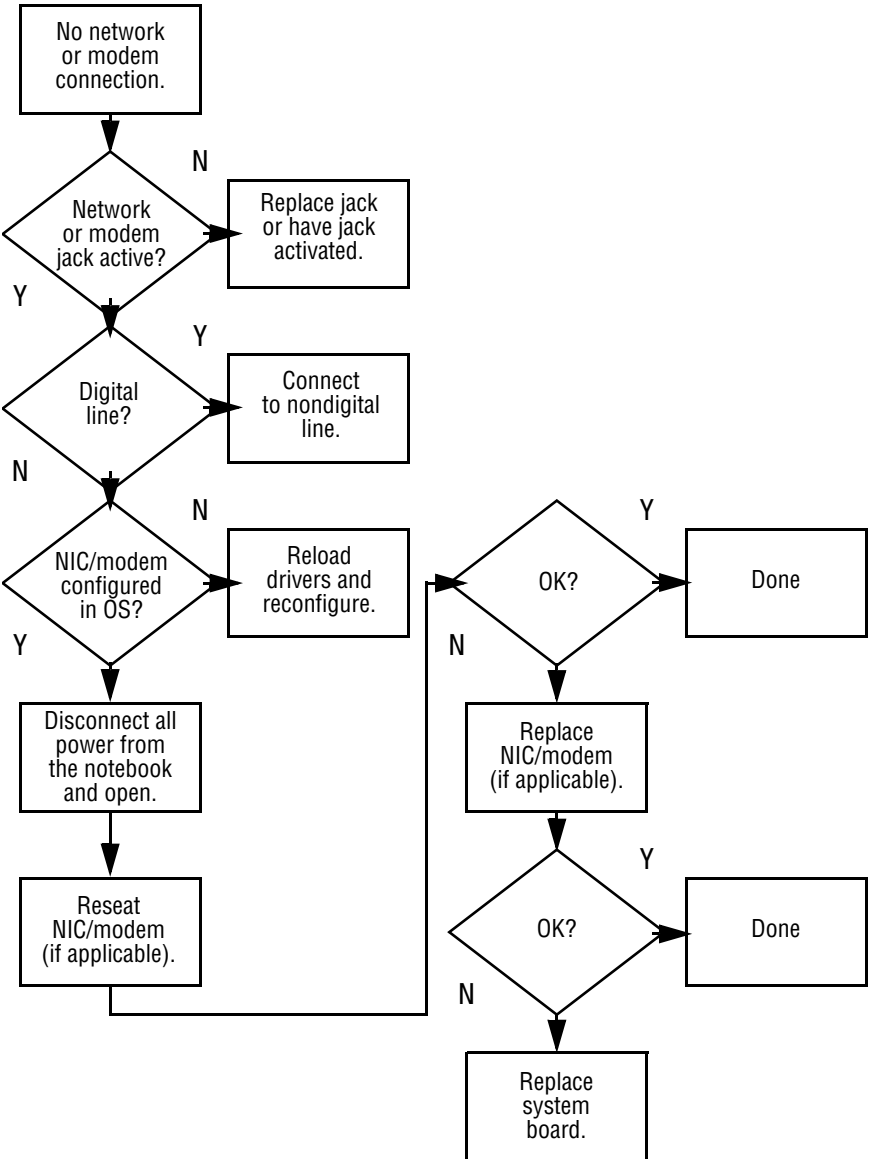 No network
or modem
connection.
N
Network
or modem
jack active?
Replace jack
or have jack
activated.
Y
Y
Digital
line?
Connect
to nondigital
line.
N
N
NIC/modem
configured
in OS?
Reload
drivers and
reconfigure.
Y
Disconnect all
power from
the notebook
and open.
Reseat
NIC/modem
(if applicable).
Y
OK?
Done
N
Replace
NIC/modem
(if applicable).
Y
OK?
Done
N
Replace
system
board.